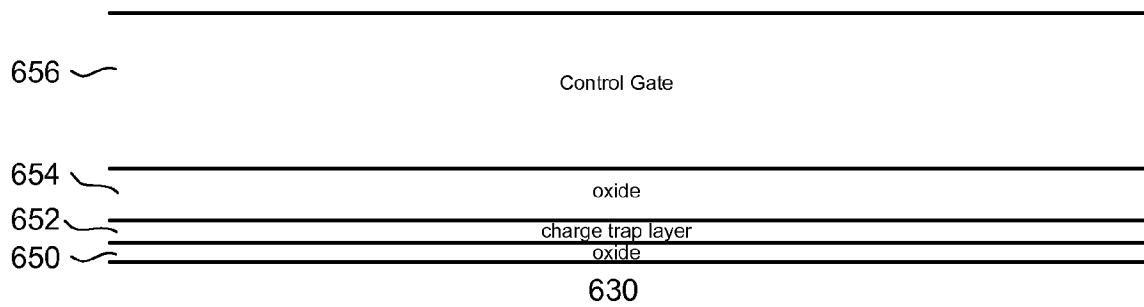 656
Control Gate
654
oxide
652
charge trap layer
650
oxide
630